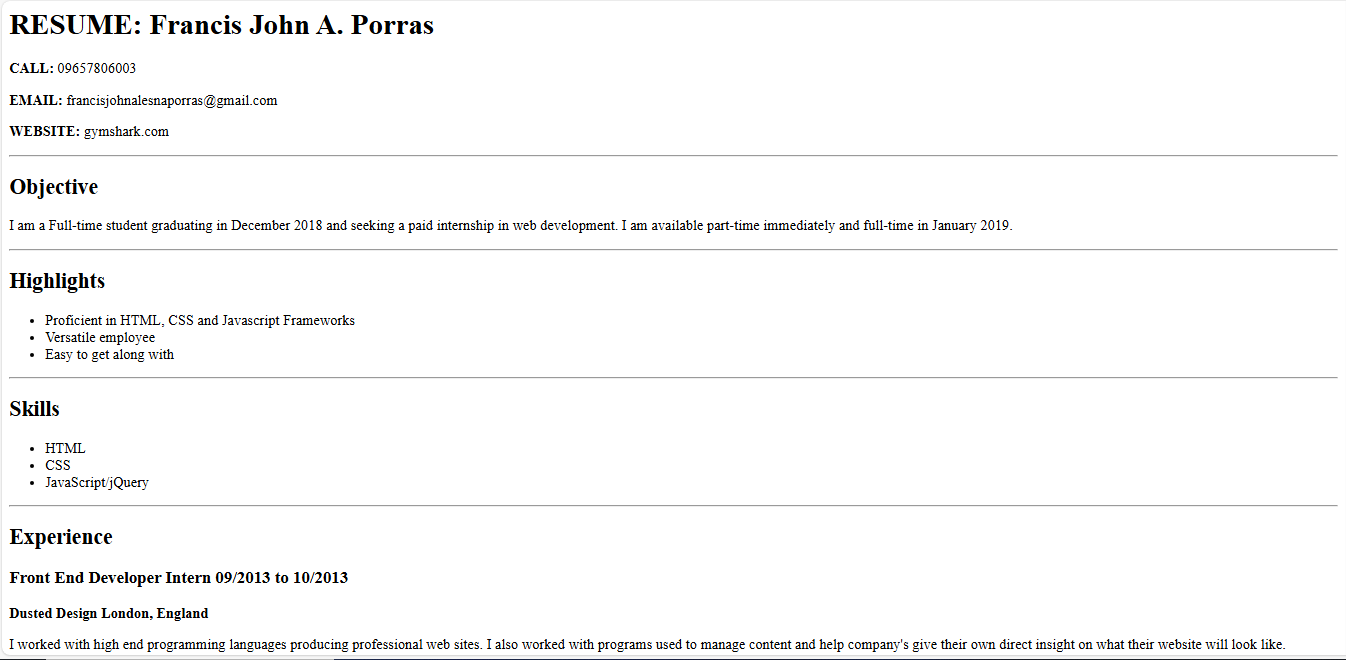 RESUME: Francis John A. Porras
CALL: 09657806003
EMAIL: francisjohnalesnaporras@gmail.com
WEBSITE: gymshark.com
Objective
I am a Full-time student graduating in December 2018 and seeking a paid internship in web development. I am available part-time immediately and full-time in January 2019.
Highlights
• Proficient in HTML, CSS and Javascript Frameworks
• Versatile employee
• Easy to get along with
Skills
• HTML
• CSS
• JavaScript/jQuery
Experience
Front End Developer Intern 09/2013 to 10/2013
Dusted Design London, England
I worked with high end programming languages producing professional web sites. I also worked with programs used to manage content and help company's give their own direct insight on what their website will look like.